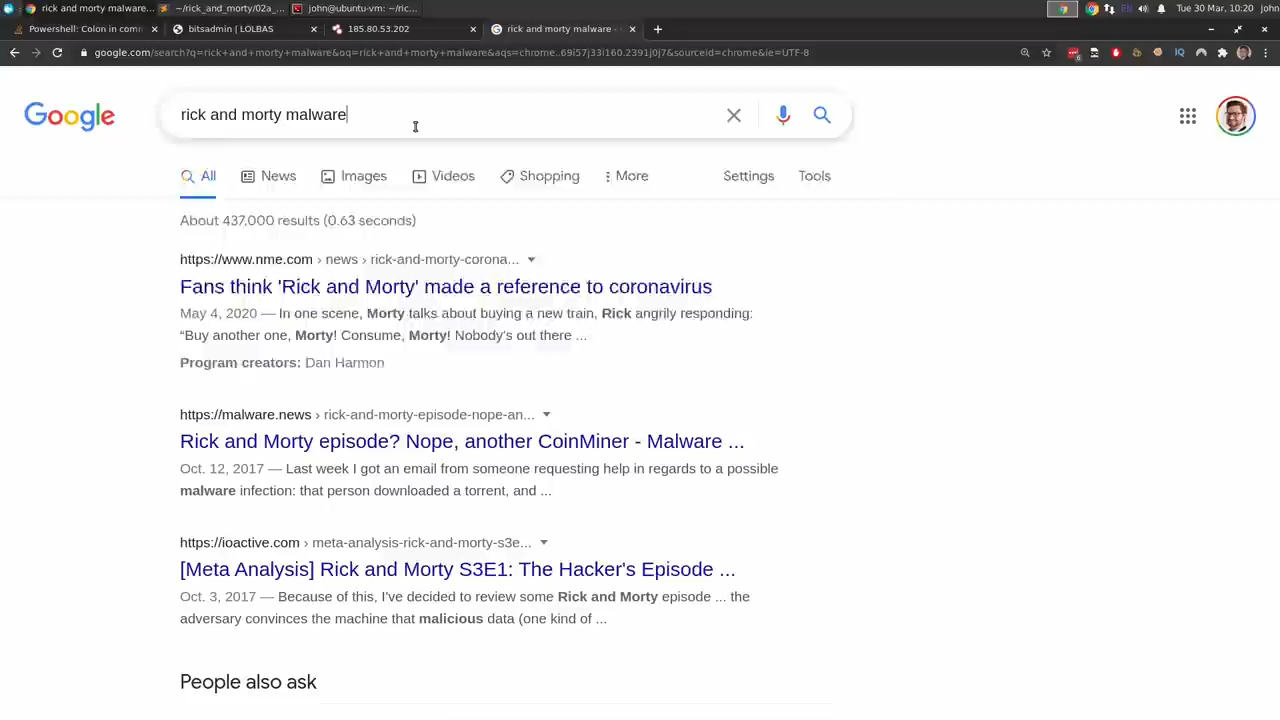 rick and morty malware...
~/rick_and_morty/02a_...
john@ubuntu-vm: ~/ric...
EN
Tue 30 Mar, 10:20
john
Powershell: Colon in comm
bitsadmin | LOLBAS
185.80.53.202
rick and morty malware -
google.com/search?q=rick+and+morty+malware&oq=rick+and+morty+malware&aqs=chrome..69i57j33i160.2391j0j7&sourceid=chrome&ie=UTF-8
IQ
Google
rick and morty malware
All
News
Images
Videos
Shopping
More
Settings
Tools
About 437,000 results (0.63 seconds)
https://www.nme.com › news › rick-and-morty-corona...
Fans think 'Rick and Morty' made a reference to coronavirus
May 4, 2020 — In one scene, Morty talks about buying a new train, Rick angrily responding:
“Buy another one, Morty! Consume, Morty! Nobody's out there ...
Program creators: Dan Harmon
https://malware.news › rick-and-morty-episode-nope-an...
Rick and Morty episode? Nope, another CoinMiner - Malware ...
Oct. 12, 2017 — Last week I got an email from someone requesting help in regards to a possible
malware infection: that person downloaded a torrent, and ...
https://ioactive.com › meta-analysis-rick-and-morty-s3e...
[Meta Analysis] Rick and Morty S3E1: The Hacker's Episode ...
Oct. 3, 2017 — Because of this, I've decided to review some Rick and Morty episode ... the
adversary convinces the machine that malicious data (one kind of ...
People also ask